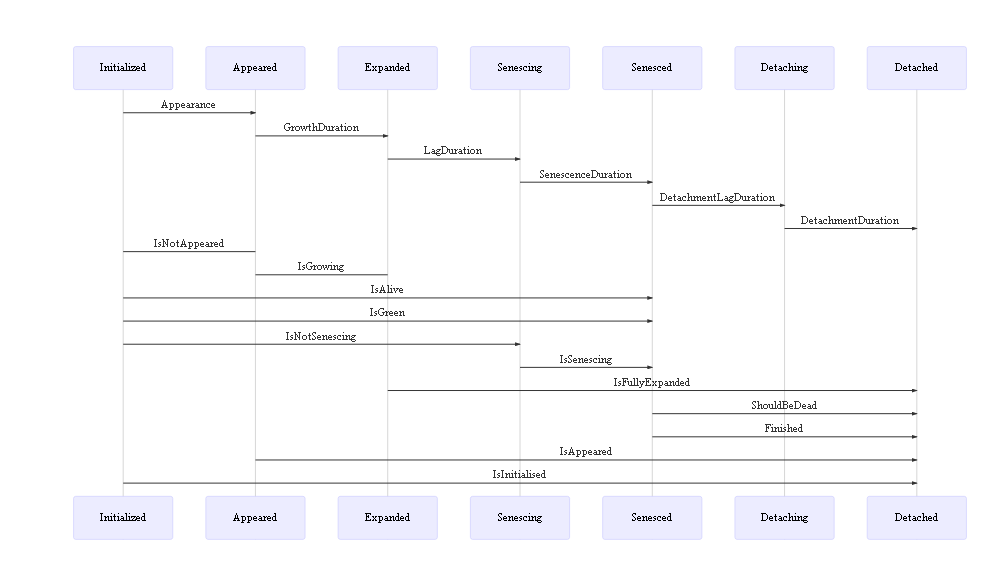 Initialized Appeared Expanded Senescing Senesced Detaching Detached
Appearance
GrowthDuration
LagDuration
SenescenceDuration
DetachmentLagDuration
DetachmentDuration
IsNotAppeared
IsGrowing
IsAlive
IsGreen
IsNotSenescing
IsSenescing
IsFullyExpanded
ShouldBeDead
Finished
IsAppeared
IsInitialised
Initialized Appeared Expanded Senescing Senesced Detaching Detached